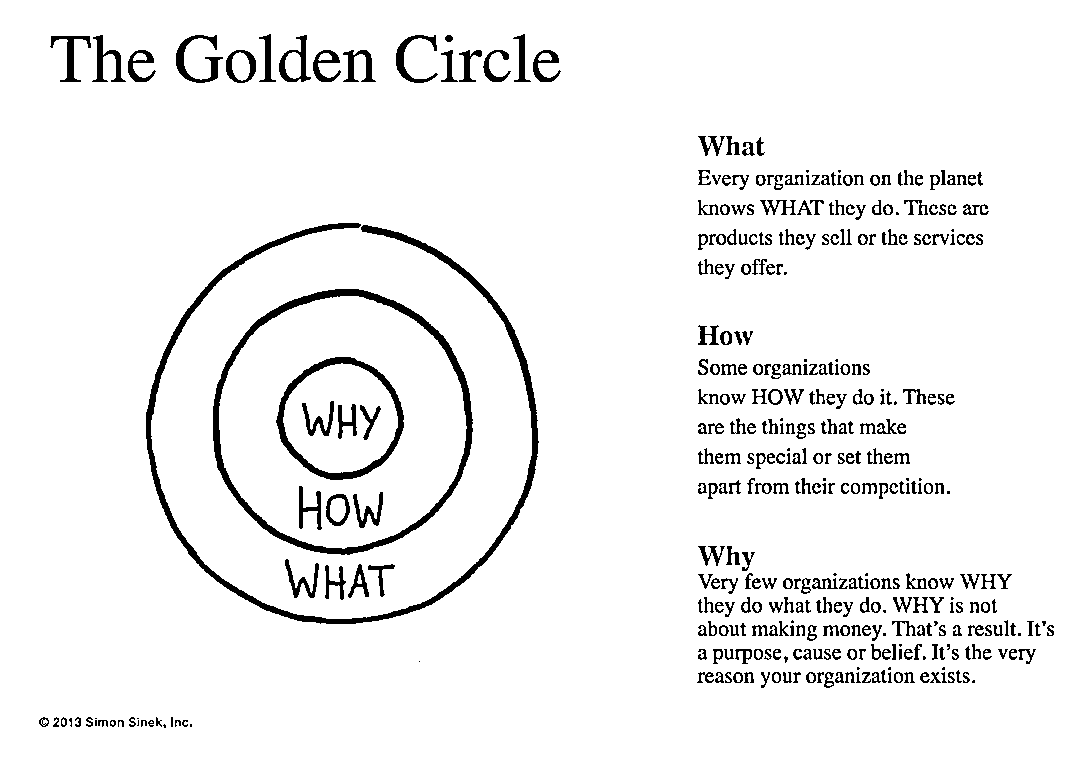 The Golden Circle
WHY
HOW
WHAT
What
Every organization on the planet
knows WHAT they do. These are
products they sell or the services
they offer.
How
Some organizations
know HOW they do it. These
are the things that make
them special or set them
apart from their competition.
Why
Very few organizations know WHY
they do what they do. WHY is not
about making money. That's a result. It's
a purpose, cause or belief. It's the very
reason your organization exists.
© 2013 Simon Sinek, Inc.